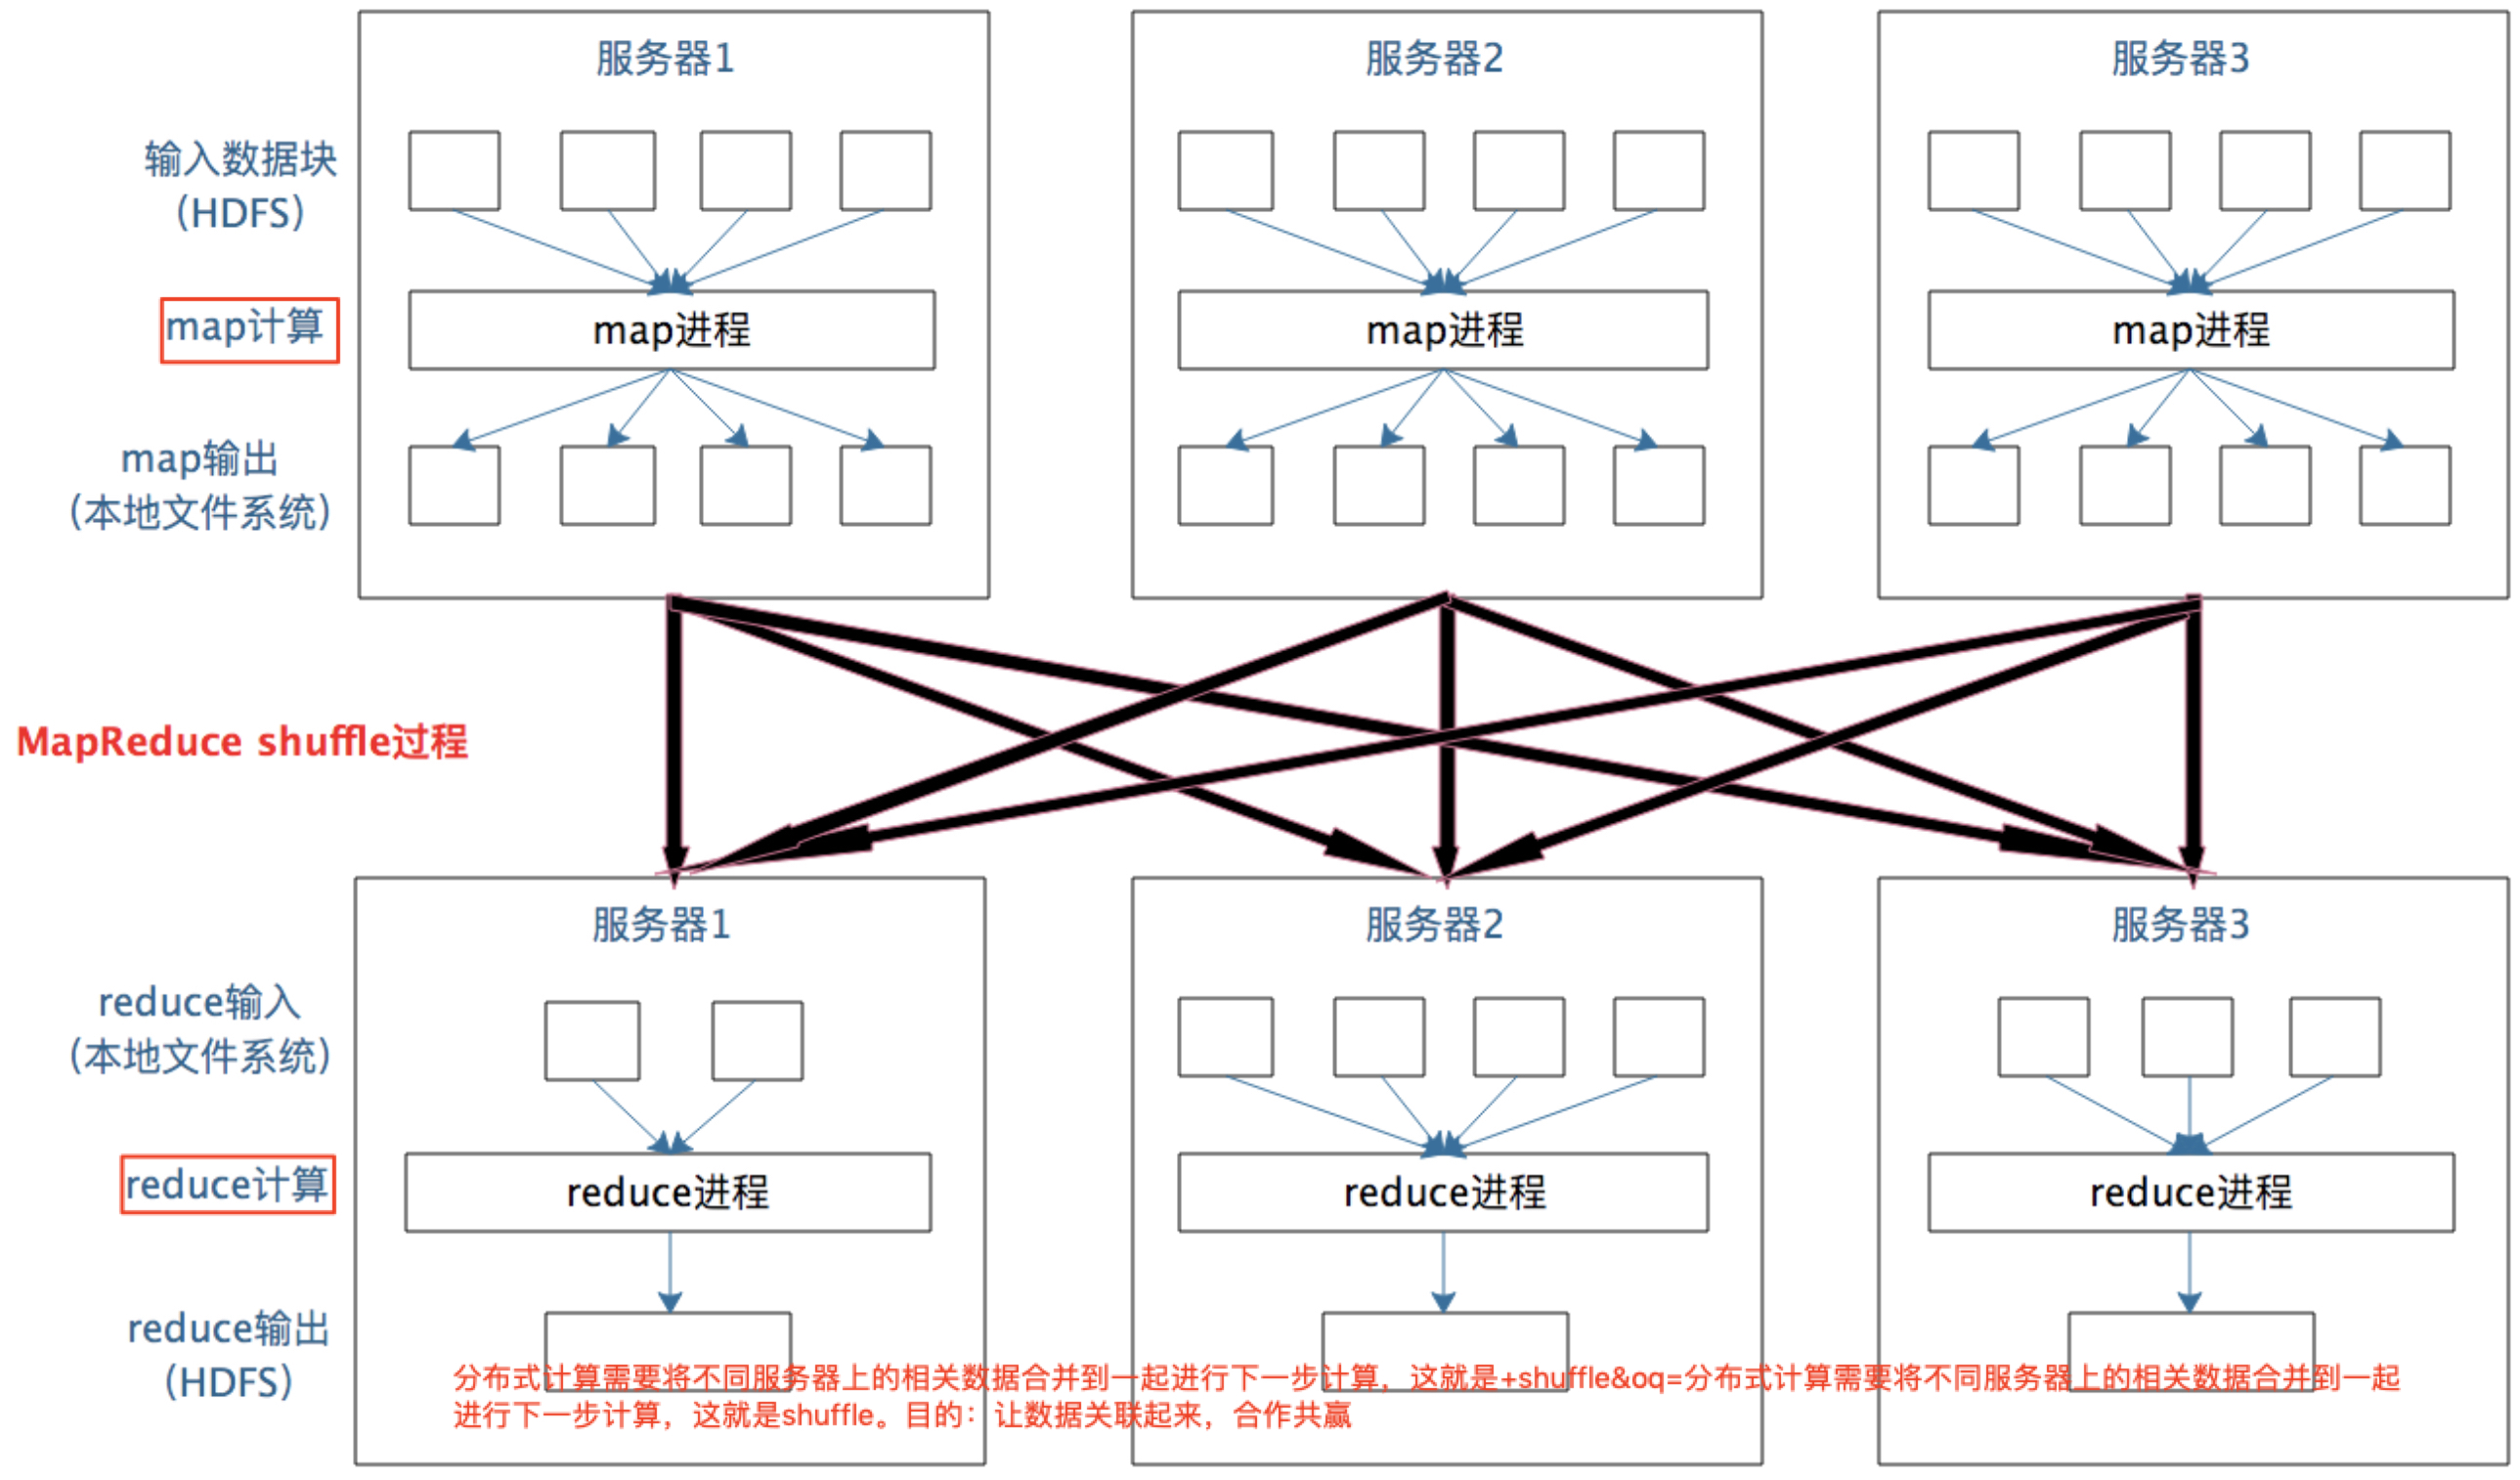 服务器1
服务器2
服务器3
输入数据块
(HDFS)
map计算
map进程
map进程
map进程
map输出
(本地文件系统)
MapReduce shuffle过程
服务器1
服务器2
服务器3
reduce输入
(本地文件系统)
reduce计算
reduce进程
reduce进程
reduce进程
reduce输出
(HDFS)
分布式计算需要将不同服务器上的相关数据合并到一起进行下一步计算，这就是+shuffle&oq=分布式计算需要将不同服务器上的相关数据合并到一起
进行下一步计算，这就是shuffle。目的：让数据关联起来，合作共赢